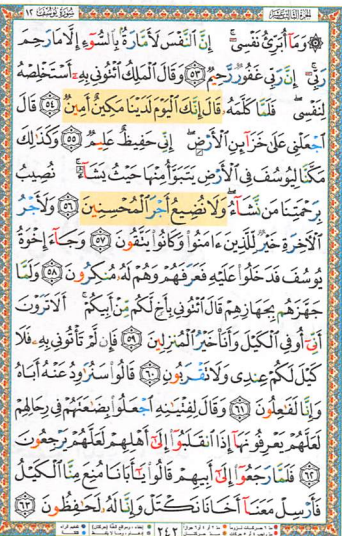 الجزء الثالث عشر سورة يوسف ١٢
۞ وَمَآ أُبَرِّئُ نَفْسِىٓ ۚ إِنَّ ٱلنَّفْسَ لَأَمَّارَةٌۢ بِٱلسُّوٓءِ إِلَّا مَا رَحِمَ
رَبِّىٓ ۚ إِنَّ رَبِّى غَفُورٌ رَّحِيمٌ ٥٣ وَقَالَ ٱلْمَلِكُ ٱئْتُونِى بِهِۦٓ أَسْتَخْلِصْهُ
لِنَفْسِى ۖ فَلَمَّا كَلَّمَهُۥ قَالَ إِنَّكَ ٱلْيَوْمَ لَدَيْنَا مَكِينٌ أَمِينٌ ٥٤ قَالَ
ٱجْعَلْنِى عَلَىٰ خَزَآئِنِ ٱلْأَرْضِ ۖ إِنِّى حَفِيظٌ عَلِيمٌ ٥٥ وَكَذَٰلِكَ
مَكَّنَّا لِيُوسُفَ فِى ٱلْأَرْضِ يَتَبَوَّأُ مِنْهَا حَيْثُ يَشَآءُ ۚ نُصِيبُ
بِرَحْمَتِنَا مَن نَّشَآءُ ۖ وَلَا نُضِيعُ أَجْرَ ٱلْمُحْسِنِينَ ٥٦ وَلَأَجْرُ
ٱلْءَاخِرَةِ خَيْرٌ لِّلَّذِينَ ءَامَنُوا۟ وَكَانُوا۟ يَتَّقُونَ ٥٧ وَجَآءَ إِخْوَةُ
يُوسُفَ فَدَخَلُوا۟ عَلَيْهِ فَعَرَفَهُمْ وَهُمْ لَهُۥ مُنكِرُونَ ٥٨ وَلَمَّا
جَهَّزَهُم بِجَهَازِهِمْ قَالَ ٱئْتُونِى بِأَخٍ لَّكُم مِّنْ أَبِيكُمْ ۚ أَلَا تَرَوْنَ
أَنِّىٓ أُوفِى ٱلْكَيْلَ وَأَنَا۠ خَيْرُ ٱلْمُنزِلِينَ ٥٩ فَإِن لَّمْ تَأْتُونِى بِهِۦ فَلَا
كَيْلَ لَكُمْ عِندِى وَلَا تَقْرَبُونِ ٦٠ قَالُوا۟ سَنُرَٰوِدُ عَنْهُ أَبَاهُ
وَإِنَّا لَفَٰعِلُونَ ٦١ وَقَالَ لِفِتْيَٰنِهِ ٱجْعَلُوا۟ بِضَٰعَتَهُمْ فِى رِحَالِهِمْ
لَعَلَّهُمْ يَعْرِفُونَهَآ إِذَا ٱنقَلَبُوٓا۟ إِلَىٰٓ أَهْلِهِمْ لَعَلَّهُمْ يَرْجِعُونَ
٦٢ فَلَمَّا رَجَعُوٓا۟ إِلَىٰٓ أَبِيهِمْ قَالُوا۟ يَٰٓأَبَانَا مُنِعَ مِنَّا ٱلْكَيْلُ
فَأَرْسِلْ مَعَنَآ أَخَانَا نَكْتَلْ وَإِنَّا لَهُۥ لَحَٰفِظُونَ ٦٣
٢٤٢